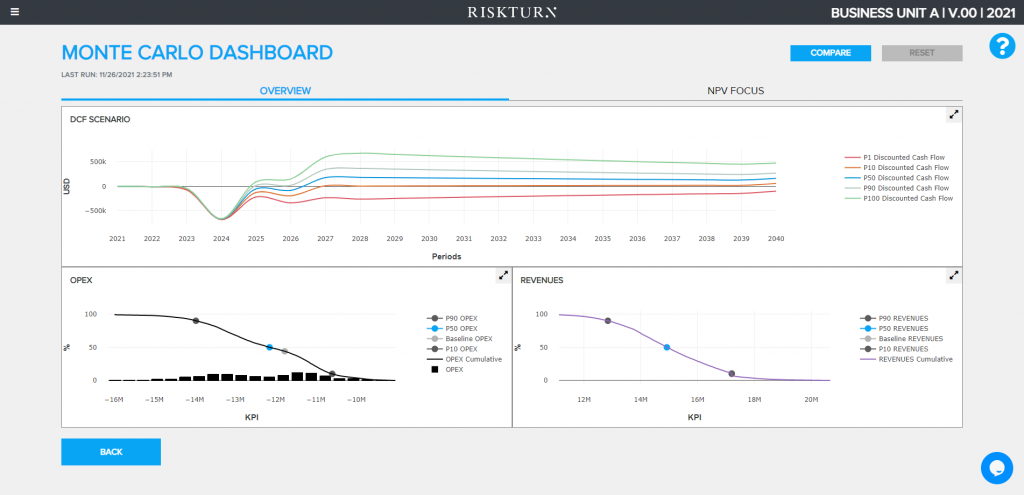 RISKTURN
BUSINESS UNIT A | V.00 | 2021
MONTE CARLO DASHBOARD
COMPARE
RESET
?
LAST RUN: 11/26/2021 2:23:51 PM
OVERVIEW
NPV FOCUS
DCF SCENARIO
USD
500k
0
−500k
2021 2022 2023 2024 2025 2026 2027 2028 2029 2030 2031 2032 2033 2034 2035 2036 2037 2038 2039 2040
Periods
P1 Discounted Cash Flow
P10 Discounted Cash Flow
P50 Discounted Cash Flow
P90 Discounted Cash Flow
P100 Discounted Cash Flow
OPEX
%
100
50
0
−16M −15M −14M −13M −12M −11M −10M
KPI
P90 OPEX
P50 OPEX
Baseline OPEX
P10 OPEX
OPEX Cumulative
OPEX
REVENUES
%
100
50
0
12M 14M 16M 18M 20M
KPI
P90 REVENUES
P50 REVENUES
Baseline REVENUES
P10 REVENUES
REVENUES Cumulative
BACK